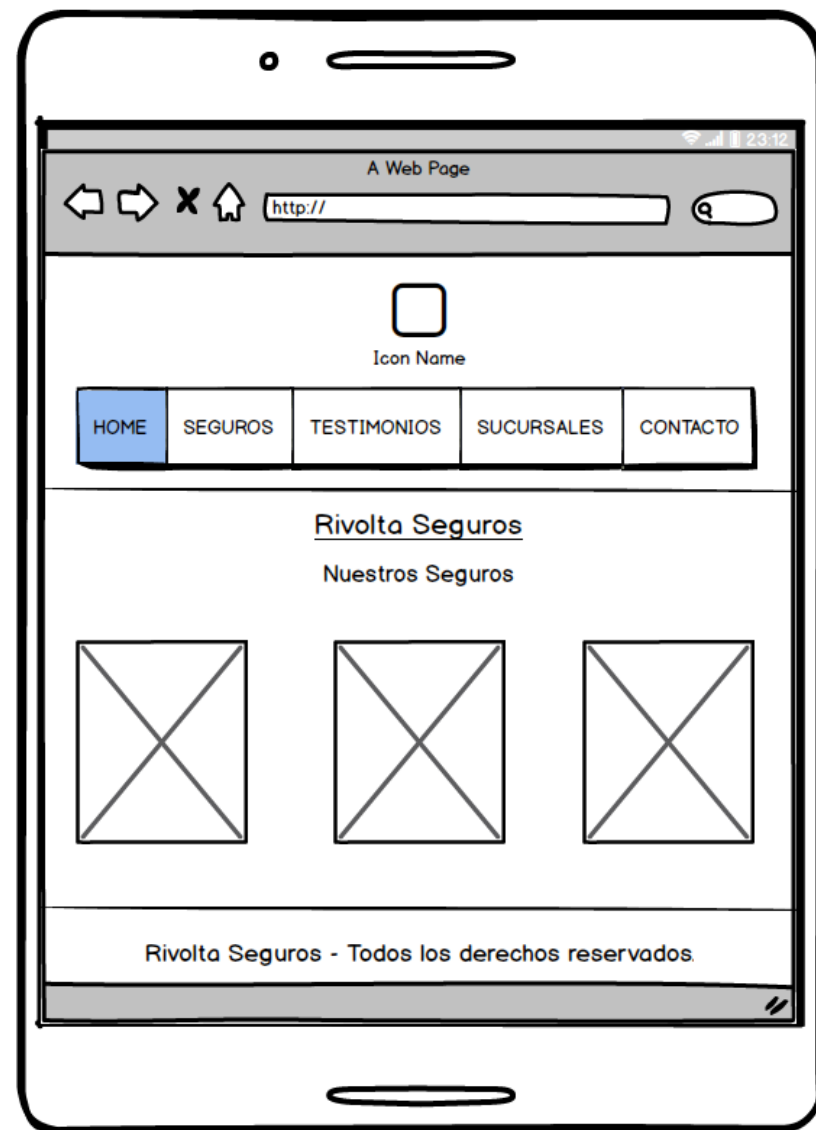 23:12
A Web Page
http://
Icon Name
HOME SEGUROS TESTIMONIOS SUCURSALES CONTACTO
Rivolta Seguros
Nuestros Seguros
Rivolta Seguros - Todos los derechos reservados.